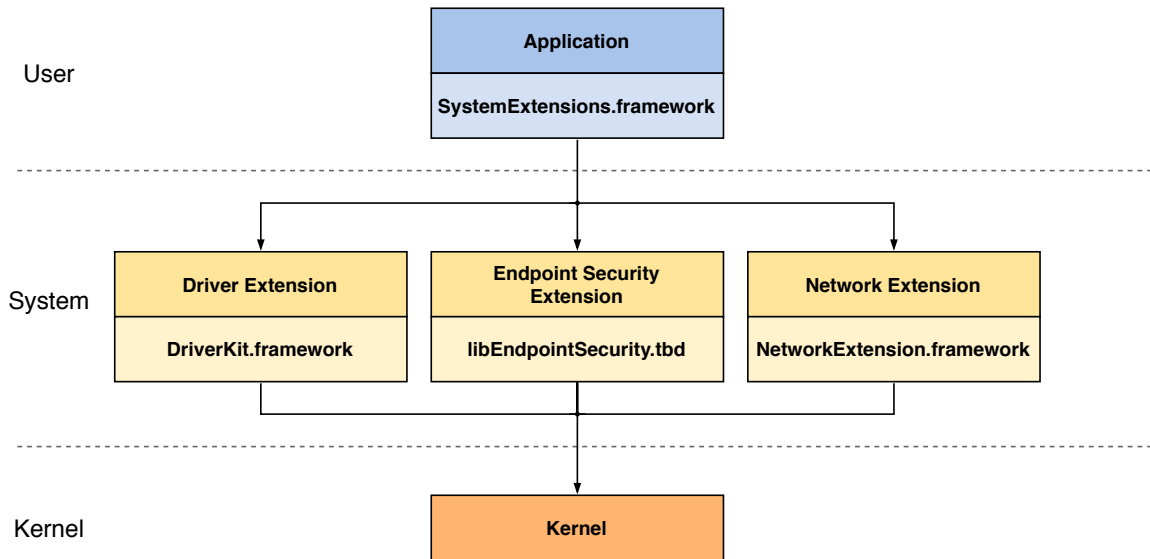 Application
User
SystemExtensions.framework
Driver Extension
Endpoint Security
Extension
Network Extension
System
DriverKit.framework
libEndpointSecurity.tbd
NetworkExtension.framework
Kernel
Kernel